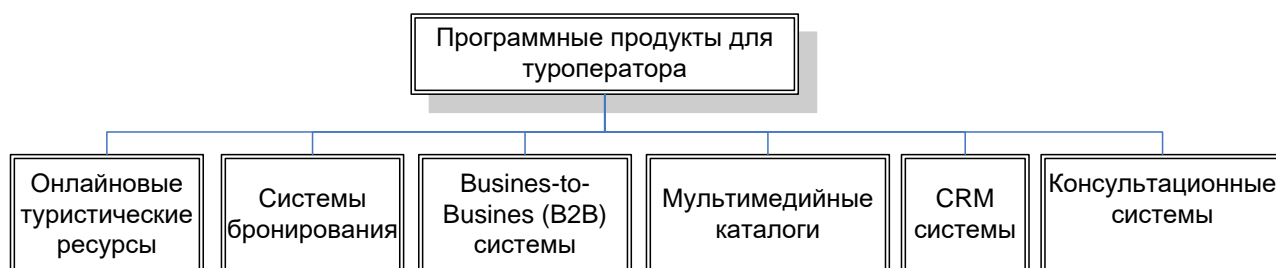 Программные продукты для
туроператора
Онлайновые
туристические
ресурсы
Системы
бронирования
Busines-to-
Busines (B2B)
системы
Мультимедийные
каталоги
CRM
системы
Консультационные
системы